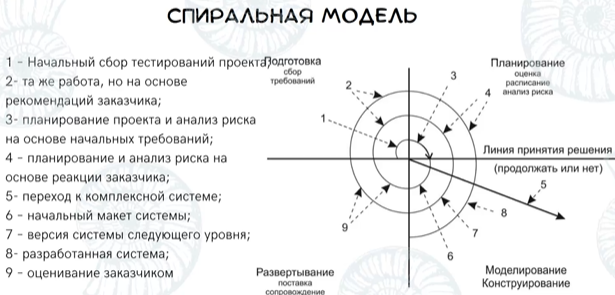 СПИРАЛЬНАЯ МОДЕЛЬ
1 - Начальный сбор тестирований проекта;
2- та же работа, но на основе
рекомендаций заказчика;
3- планирование проекта и анализ риска
на основе начальных требований;
4 - планирование и анализ риска на
основе реакции заказчика;
5- переход к комплексной системе;
6 - начальный макет системы;
7 - версия системы следующего уровня;
8- разработанная система;
9 - оценивание заказчиком
Подготовка
сбор
требований
Планирование
оценка
расписание
анализ риска
1
2
3
4
Линия принятия решения
(продолжать или нет)
5
8
7
6
9
Развертывание
поставка
сопровождение
Моделирование
Конструирование